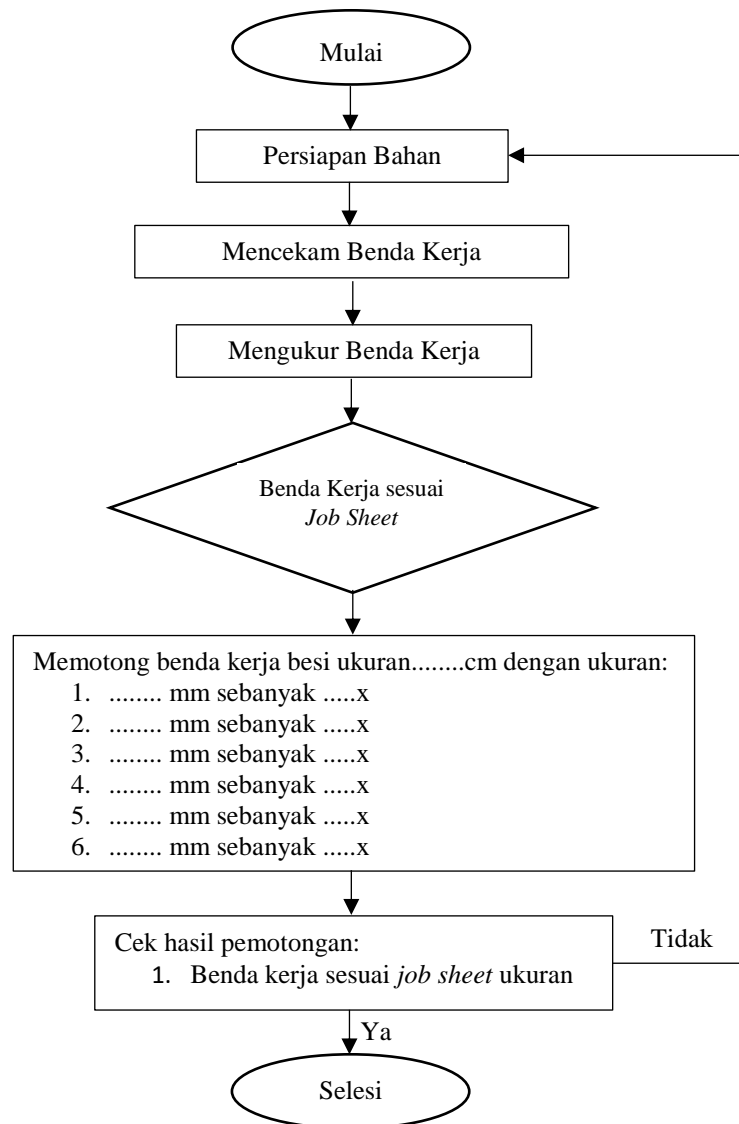 Mulai
Persiapan Bahan
Mencekam Benda Kerja
Mengukur Benda Kerja
Benda Kerja sesuai
Job Sheet
Memotong benda kerja besi ukuran........cm dengan ukuran:
1. ........ mm sebanyak .....x
2. ........ mm sebanyak .....x
3. ........ mm sebanyak .....x
4. ........ mm sebanyak .....x
5. ........ mm sebanyak .....x
6. ........ mm sebanyak .....x
Cek hasil pemotongan:
1. Benda kerja sesuai job sheet ukuran
Tidak
Ya
Selesi